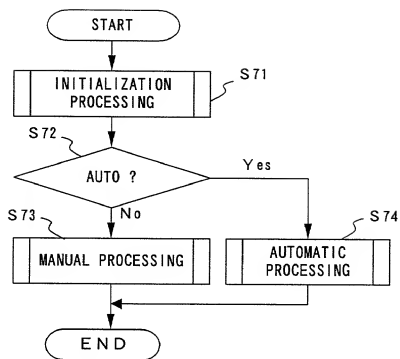 START
INITIALIZATION
PROCESSING
S71
S72
AUTO ?
Yes
No
S73
MANUAL PROCESSING
S74
AUTOMATIC
PROCESSING
END